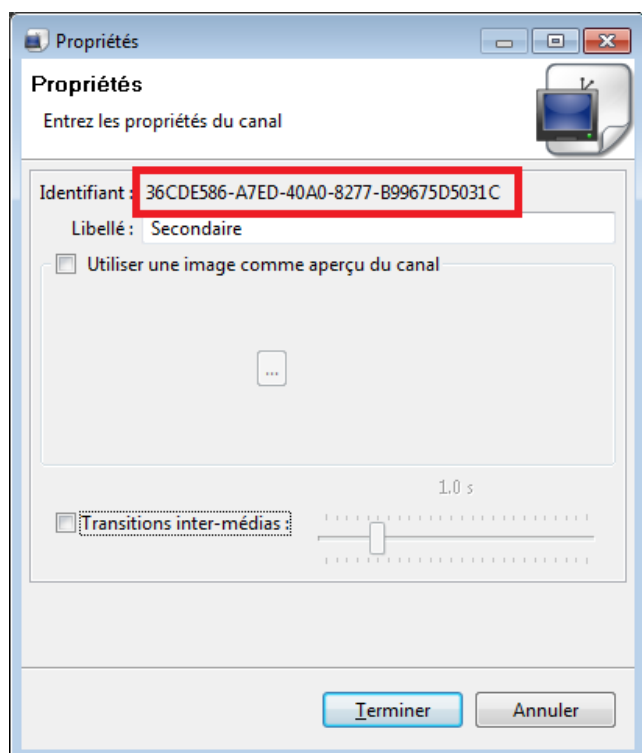 Propriétés
Propriétés
Entrez les propriétés du canal
Identifiant : 36CDE586-A7ED-40A0-8277-B99675D5031C
Libellé : Secondaire
Utiliser une image comme aperçu du canal
...
1.0 s
Transitions inter-médias :
Terminer Annuler